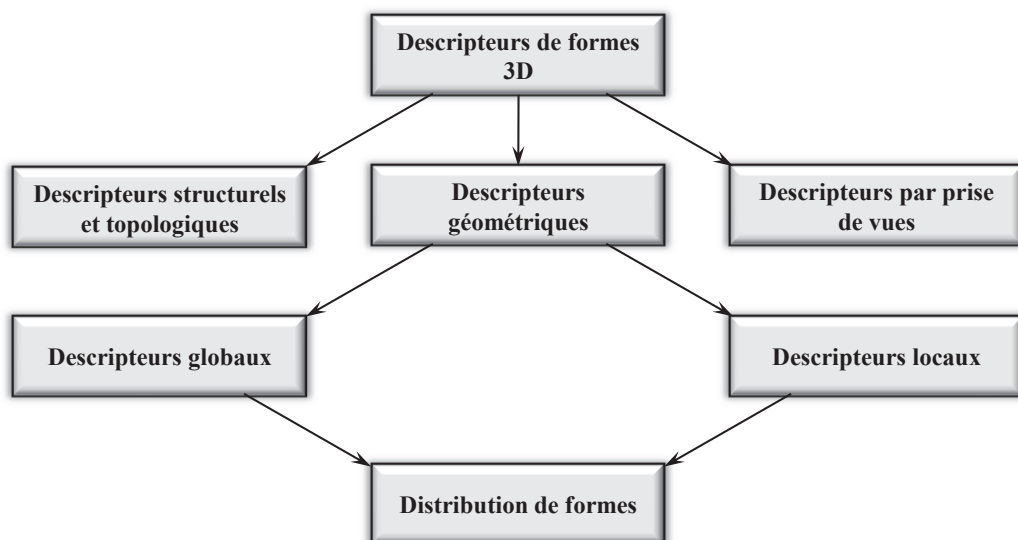 Descripteurs de formes
3D
Descripteurs structurels
et topologiques
Descripteurs
géométriques
Descripteurs par prise
de vues
Descripteurs globaux
Descripteurs locaux
Distribution de formes